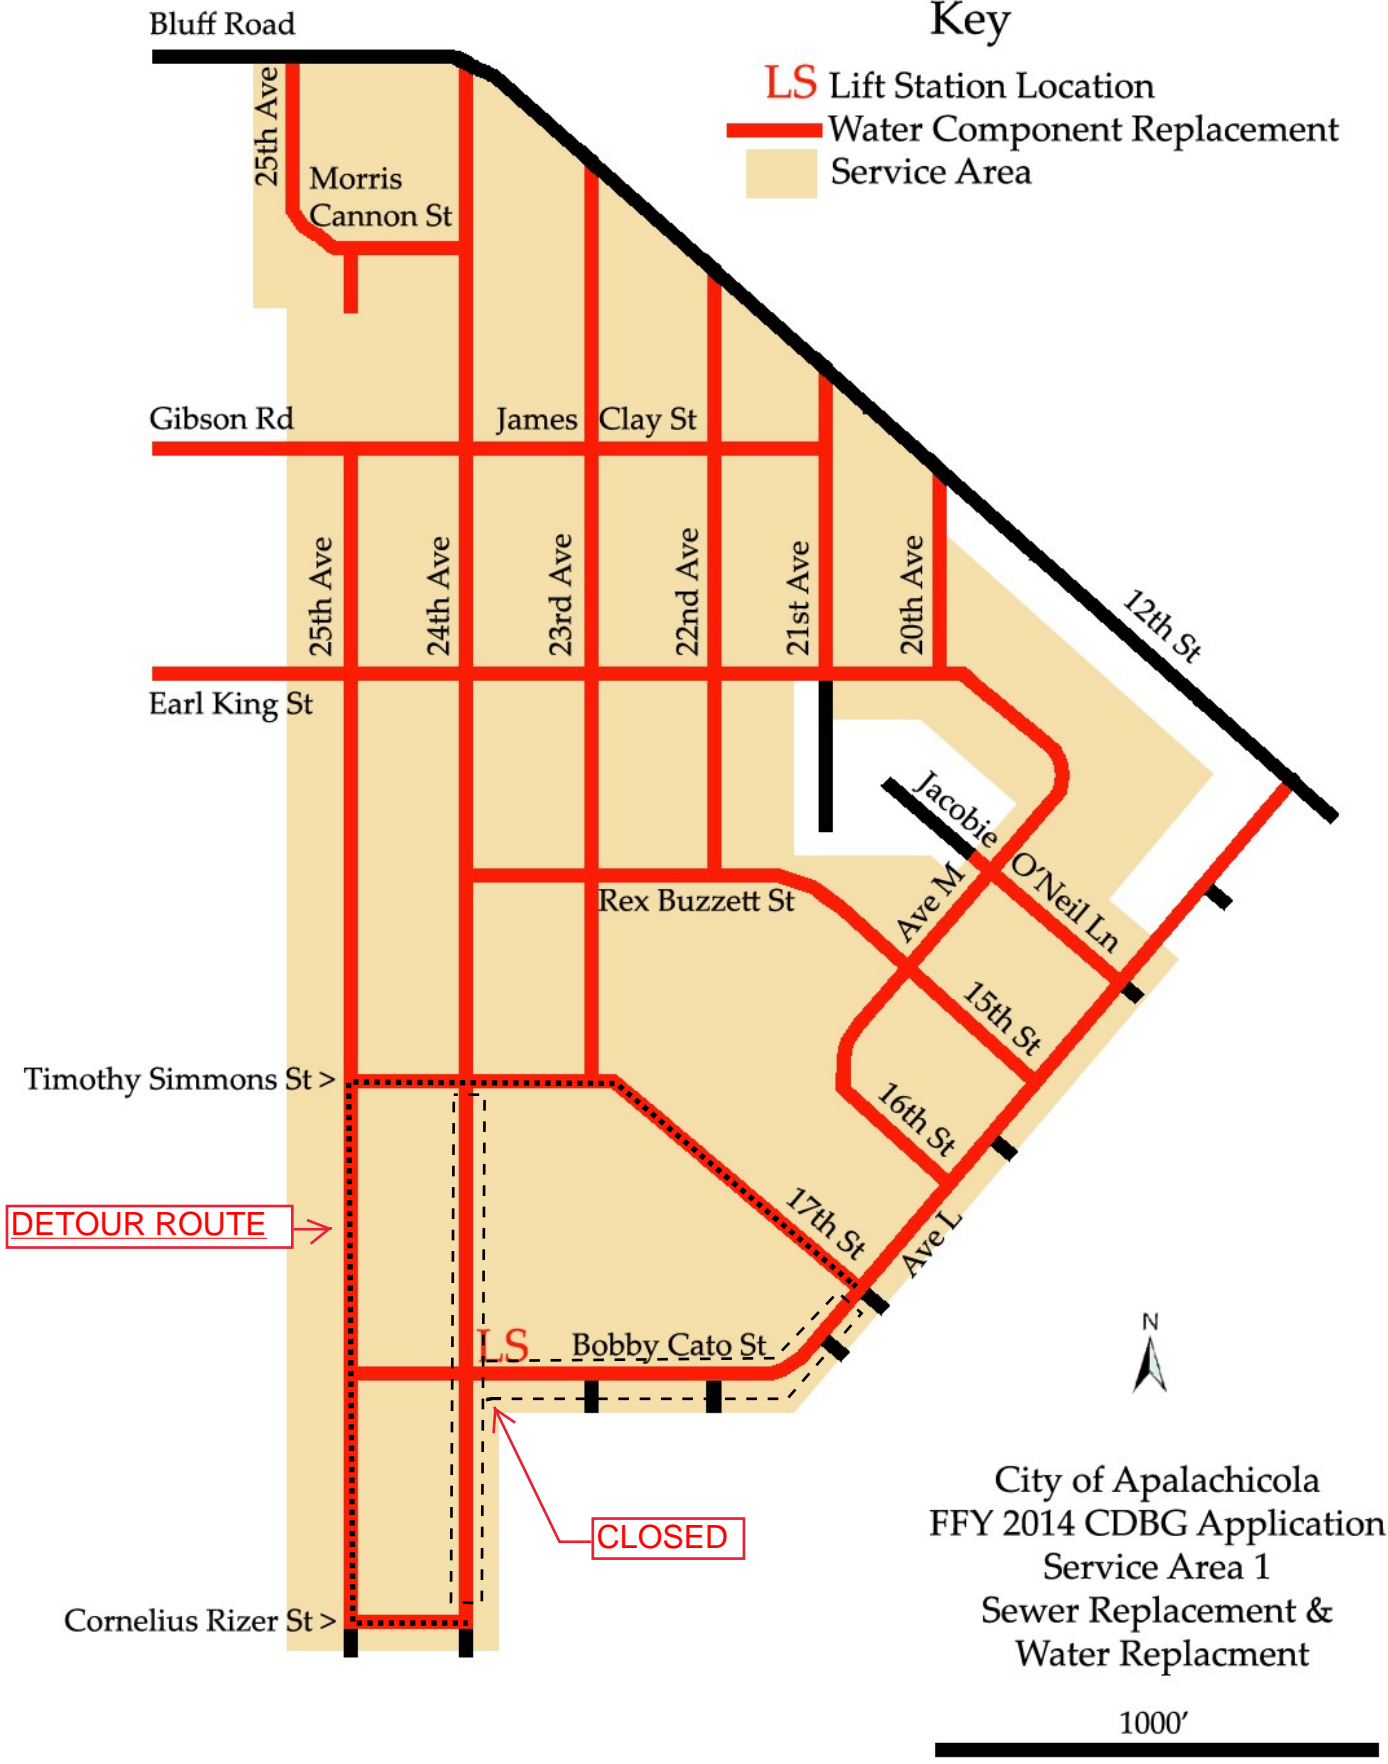 Bluff Road
Key
LS Lift Station Location
Water Component Replacement
Service Area
25th Ave
Morris
Cannon St
Gibson Rd
James Clay St
25th Ave
24th Ave
23rd Ave
22nd Ave
21st Ave
20th Ave
12th St
Earl King St
Jacobie O'Neil Ln
Ave M
Rex Buzzett St
15th St
Timothy Simmons St >
16th St
17th St
Ave L
DETOUR ROUTE
LS
Bobby Cato St
N
CLOSED
City of Apalachicola
FFY 2014 CDBG Application
Service Area 1
Sewer Replacement &
Water Replacment
Cornelius Rizer St >
1000'